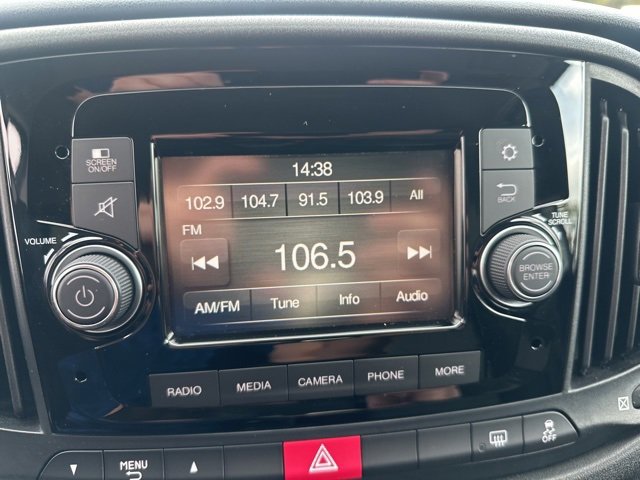 14:38
SCREEN
ON/OFF
102.9 104.7 91.5 103.9 All
BACK
FM
VOLUME
TUNE
SCROLL
106.5
BROWSE
ENTER
AM/FM Tune Info Audio
RADIO MEDIA CAMERA PHONE MORE
MENU
OFF